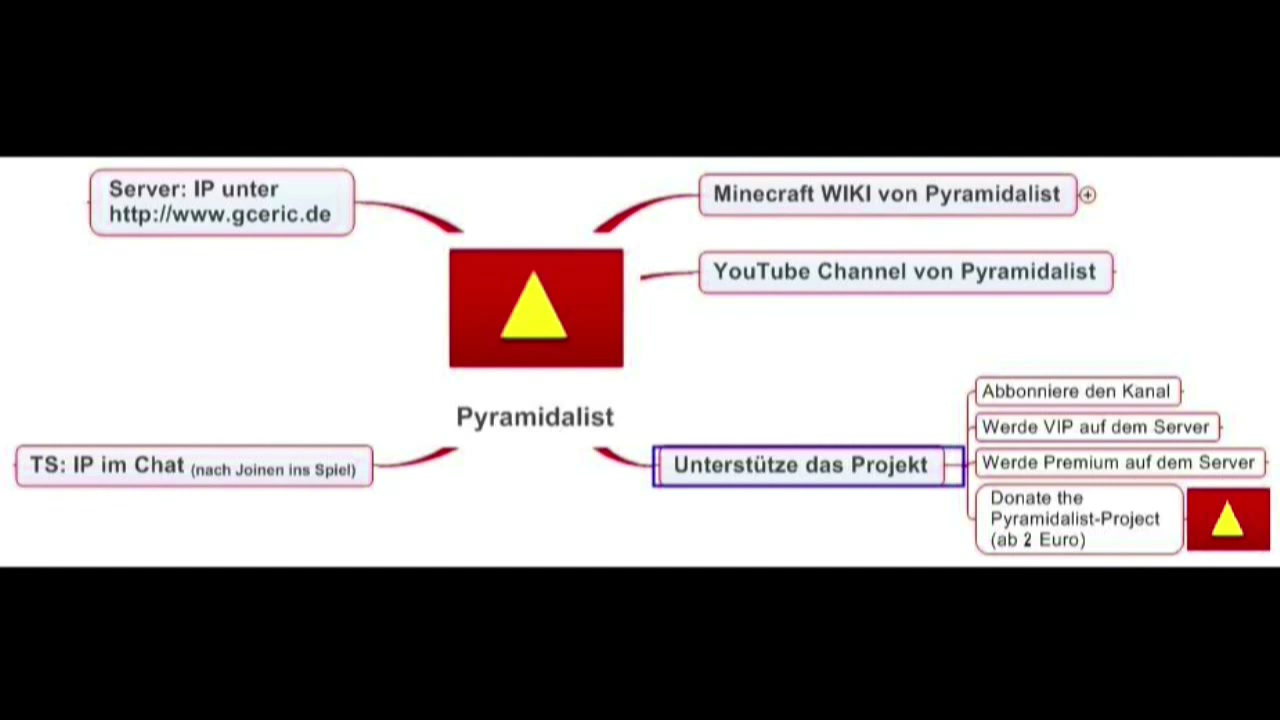 Server: IP unter
http://www.gceric.de
Minecraft WIKI von Pyramidalist
YouTube Channel von Pyramidalist
Pyramidalist
TS: IP im Chat (nach Joinen ins Spiel)
Unterstütze das Projekt
Abbonniere den Kanal
Werde VIP auf dem Server
Werde Premium auf dem Server
Donate the
Pyramidalist-Project
(ab 2 Euro)